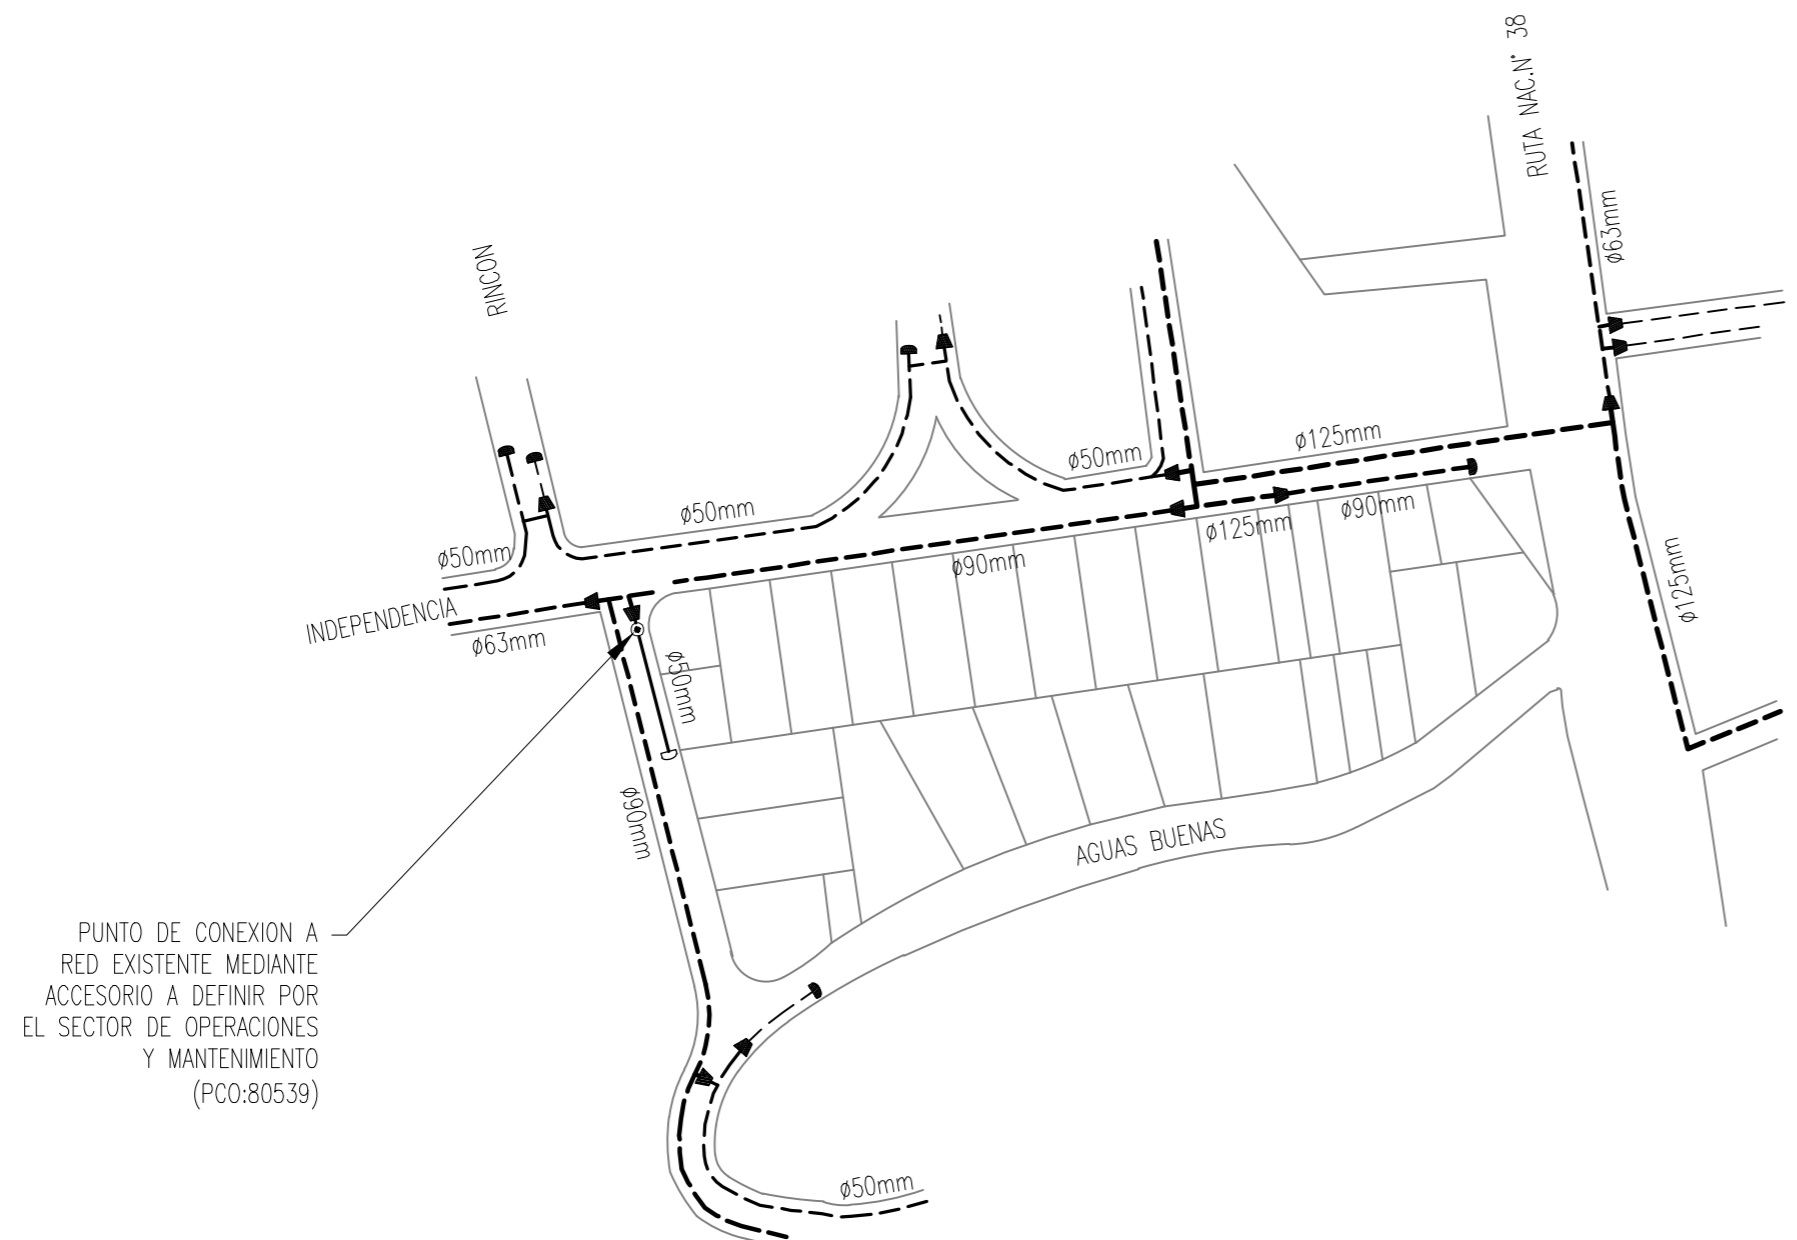 RUTA NAC.N° 38
ø63mm
RINCON
ø125mm
ø50mm
ø50mm
ø90mm
ø125mm
ø50mm
ø90mm
ø125mm
INDEPENDENCIA
ø63mm
ø50mm
ø90mm
AGUAS BUENAS
PUNTO DE CONEXION A
RED EXISTENTE MEDIANTE
ACCESORIO A DEFINIR POR
EL SECTOR DE OPERACIONES
Y MANTENIMIENTO
(PCO:80539)
ø50mm